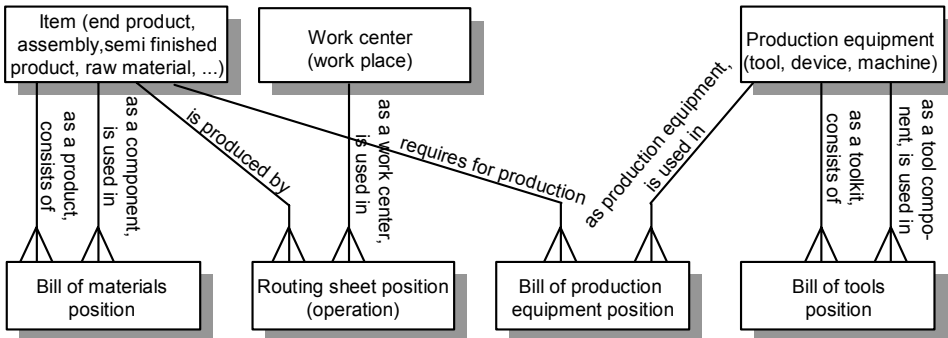 Item (end product,
assembly,semi finished
product, raw material, ...)
Work center
(work place)
Production equipment
(tool, device, machine)
as a product,
consists of
as a component,
is used in
is produced by
as a work center,
is used in
requires for production
as production equipment,
is used in
as a toolkit,
consists of
as a tool compo-
nent, is used in
Bill of materials
position
Routing sheet position
(operation)
Bill of production
equipment position
Bill of tools
position